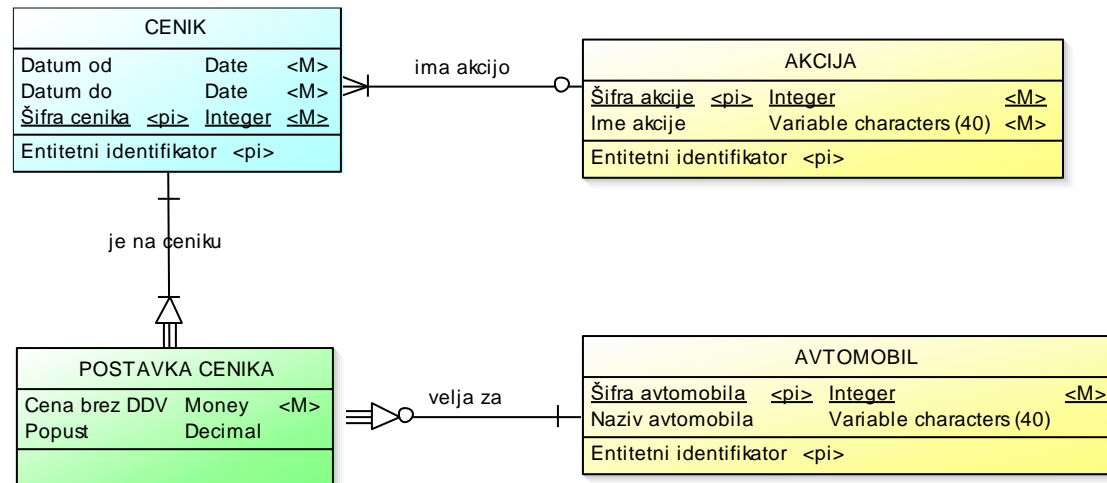 CENIK
Datum od Date <M>
Datum do Date <M>
Šifra cenika <pi> Integer <M>
Entitetni identifikator <pi>
ima akcijo
AKCIJA
Šifra akcije <pi> Integer <M>
Ime akcije Variable characters (40) <M>
Entitetni identifikator <pi>
je na ceniku
POSTAVKA CENIKA
Cena brez DDV Money <M>
Popust Decimal
velja za
AVTOMOBIL
Šifra avtomobila <pi> Integer <M>
Naziv avtomobila Variable characters (40)
Entitetni identifikator <pi>